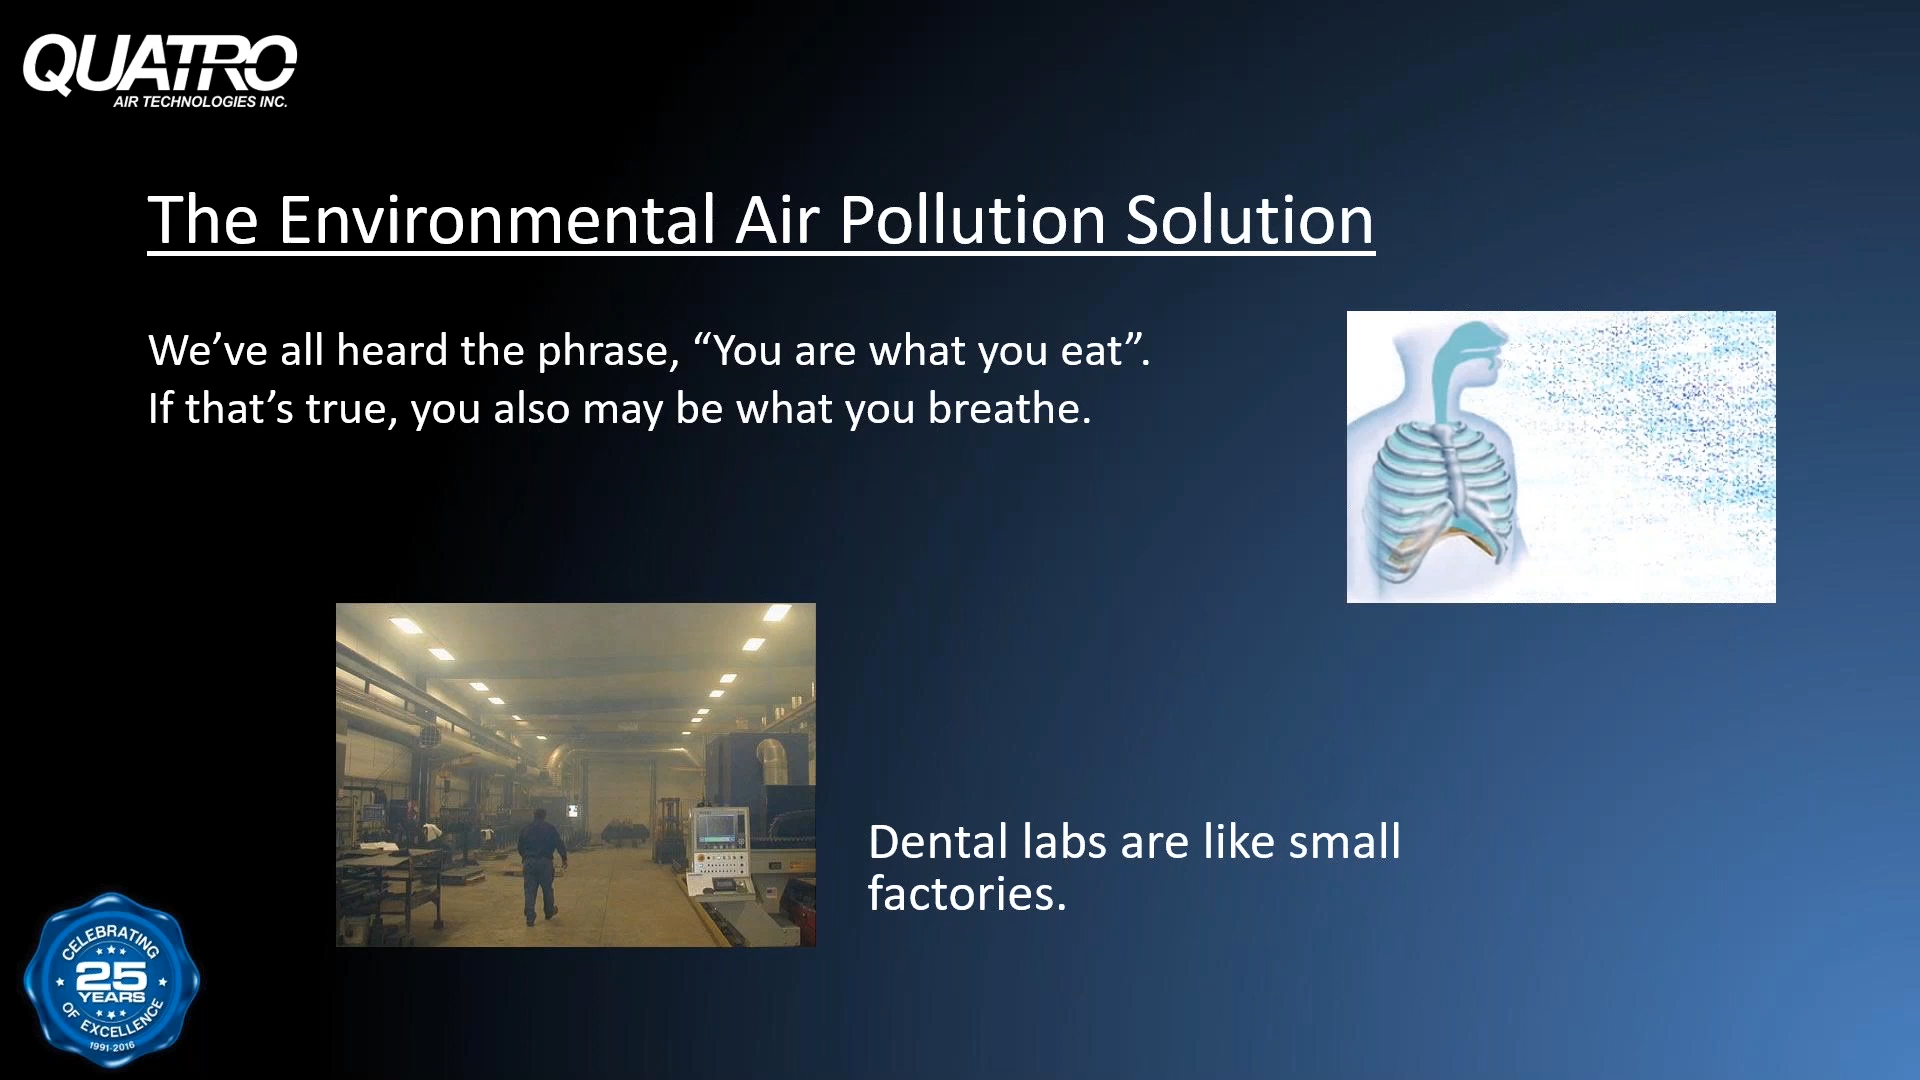 QUATRO
AIR TECHNOLOGIES INC.
The Environmental Air Pollution Solution
We’ve all heard the phrase, “You are what you eat”.
If that’s true, you also may be what you breathe.
Dental labs are like small
factories.
CELEBRATING
25
YEARS
OF EXCELLENCE
1991-2016